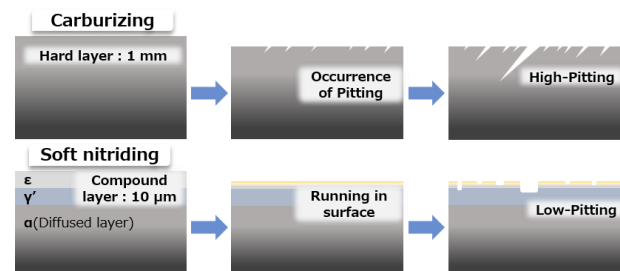 Carburizing
Hard layer : 1 mm
Occurrence
of Pitting
High-Pitting
Soft nitriding
ε
Compound
γ’
layer : 10 μm
α(Diffused layer)
Running in
surface
Low-Pitting